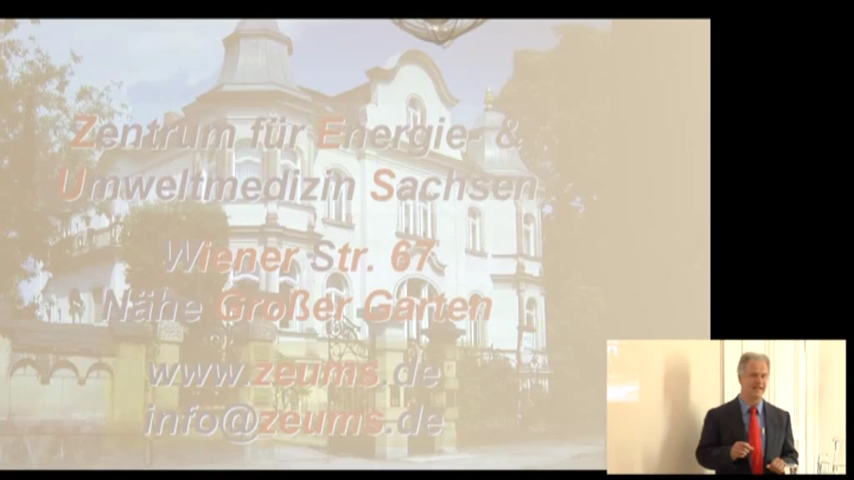 Zentrum für Energie- &
Umweltmedizin Sachsen
Wiener Str. 67
Nähe Großer Garten
www.zeums.de
info@zeums.de